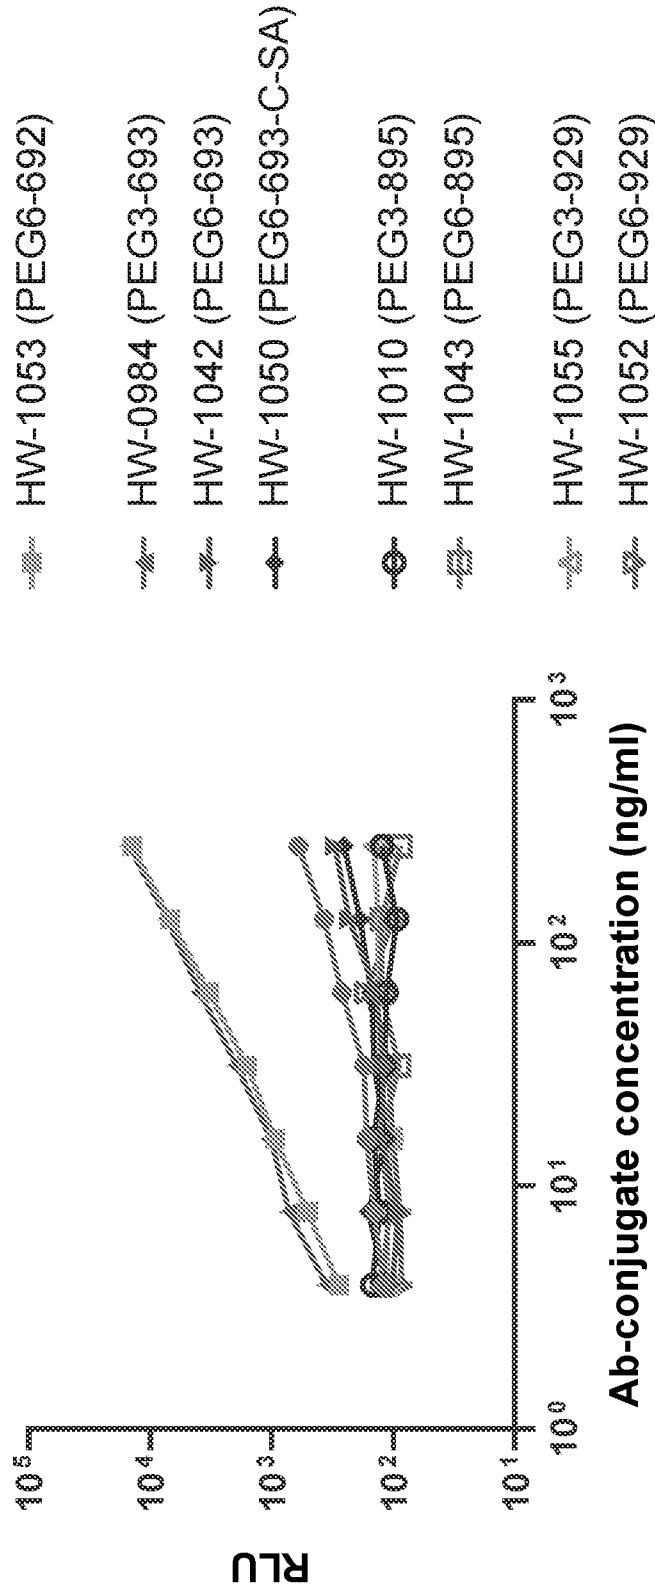 RLU
10⁵
10⁴
10³
10²
10¹
10⁰
10¹
10²
10³
Ab-conjugate concentration (ng/ml)
HW-1053 (PEG6-692)
HW-0984 (PEG3-693)
HW-1042 (PEG6-693)
HW-1050 (PEG6-693-C-SA)
HW-1010 (PEG3-895)
HW-1043 (PEG6-895)
HW-1055 (PEG3-929)
HW-1052 (PEG6-929)